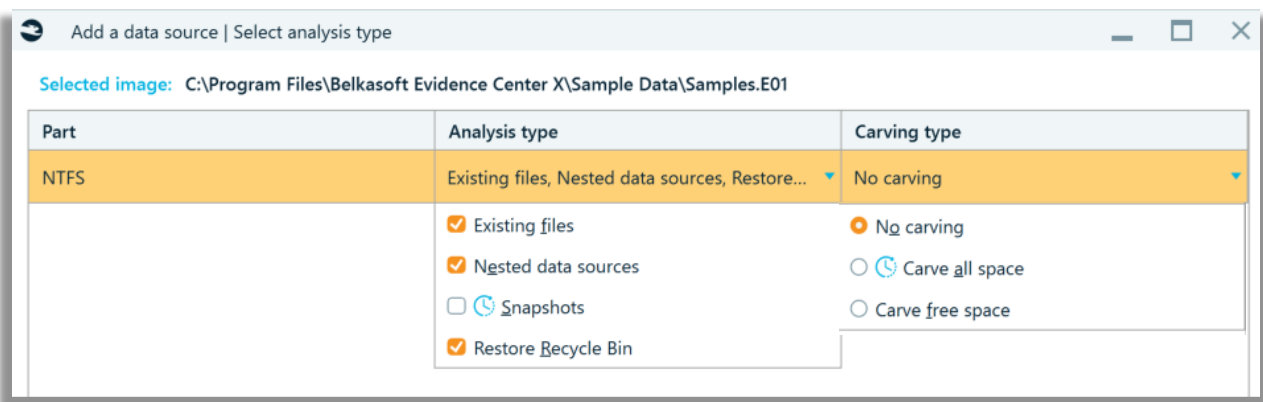 Add a data source | Select analysis type
Selected image: C:\Program Files\Belkasoft Evidence Center X\Sample Data\Samples.E01
Part Analysis type Carving type
NTFS Existing files, Nested data sources, Restore... No carving
Existing files No carving
Nested data sources Carve all space
Snapshots Carve free space
Restore Recycle Bin